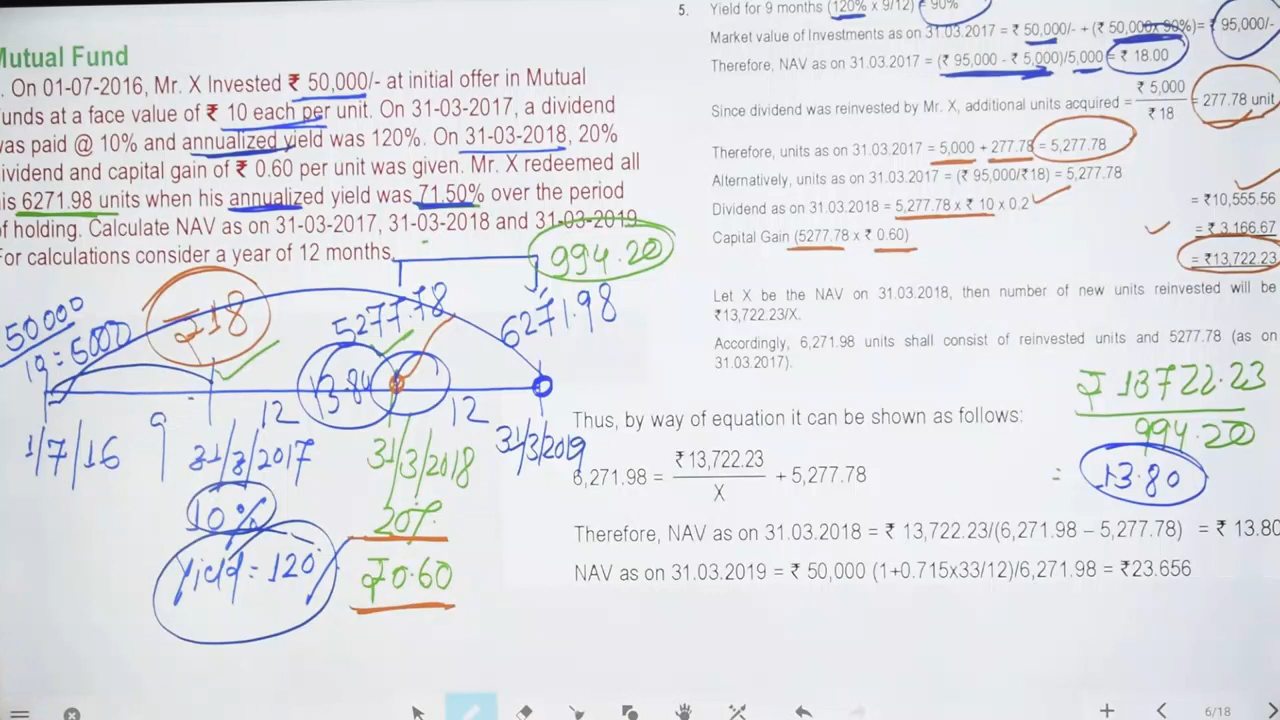 Mutual Fund
. On 01-07-2016, Mr. X Invested ₹ 50,000/- at initial offer in Mutual
unds at a face value of ₹ 10 each per unit. On 31-03-2017, a dividend
was paid @ 10% and annualized yield was 120%. On 31-03-2018, 20%
ividend and capital gain of ₹ 0.60 per unit was given. Mr. X redeemed all
is 6271.98 units when his annualized yield was 71.50% over the period
of holding. Calculate NAV as on 31-03-2017, 31-03-2018 and 31-03-2019
For calculations consider a year of 12 months.
994.20
50000
10 = 5000
₹18
5277.78
6271.98
13.80
9
12
12
1/7/16
31/3/2017
31/3/2018
31/3/2019
10%
20%
Yield = 120%
₹0.60
5. Yield for 9 months (120% x 9/12) = 90%
Market value of Investments as on 31.03.2017 = ₹ 50,000/- + (₹ 50,000x 90%)= ₹ 95,000/-
Therefore, NAV as on 31.03.2017 = (₹ 95,000 - ₹ 5,000)/5,000 = ₹ 18.00
Since dividend was reinvested by Mr. X, additional units acquired = ₹ 5,000 / ₹ 18 = 277.78 unit
Therefore, units as on 31.03.2017 = 5,000 + 277.78 = 5,277.78
Alternatively, units as on 31.03.2017 = (₹ 95,000/₹18) = 5,277.78
Dividend as on 31.03.2018 = 5,277.78 x ₹ 10 x 0.2 = ₹10,555.56
Capital Gain (5277.78 x ₹ 0.60) = ₹ 3,166.67
= ₹13,722.23
Let X be the NAV on 31.03.2018, then number of new units reinvested will be
₹13,722.23/X.
Accordingly, 6,271.98 units shall consist of reinvested units and 5277.78 (as on
31.03.2017).
₹ 13722.23
994.20
= 13.80
Thus, by way of equation it can be shown as follows:
6,271.98 = ₹ 13,722.23 / X + 5,277.78
Therefore, NAV as on 31.03.2018 = ₹ 13,722.23/(6,271.98 – 5,277.78) = ₹ 13.80
NAV as on 31.03.2019 = ₹ 50,000 (1+0.715x33/12)/6,271.98 = ₹23.656
6/18